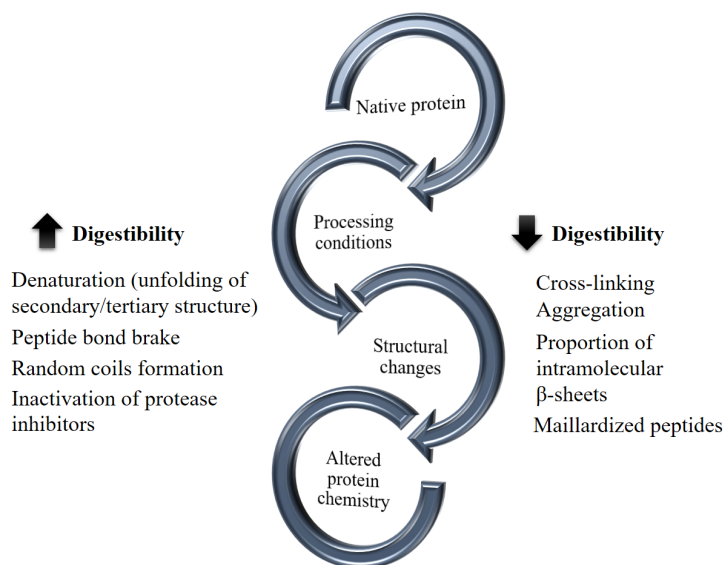 Native protein
Processing
conditions
Structural
changes
Altered
protein
chemistry
Digestibility
Denaturation (unfolding of
secondary/tertiary structure)
Peptide bond brake
Random coils formation
Inactivation of protease
inhibitors
Digestibility
Cross-linking
Aggregation
Proportion of
intramolecular
β-sheets
Maillardized peptides